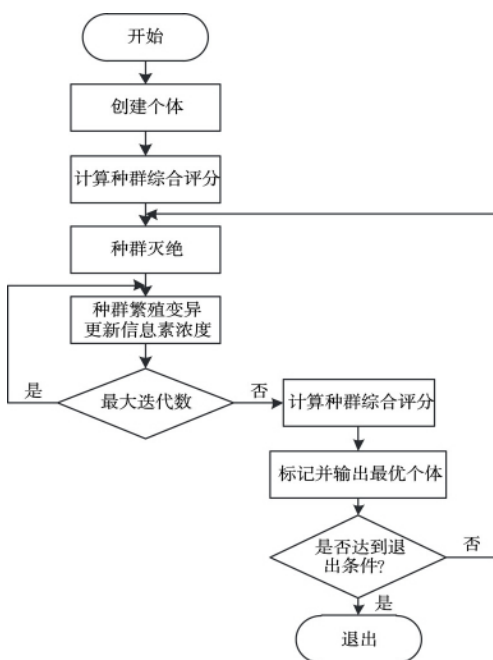 开始
创建个体
计算种群综合评分
种群灭绝
种群繁殖变异
更新信息素浓度
是
最大迭代数
否
计算种群综合评分
标记并输出最优个体
是否达到退
出条件?
否
是
退出